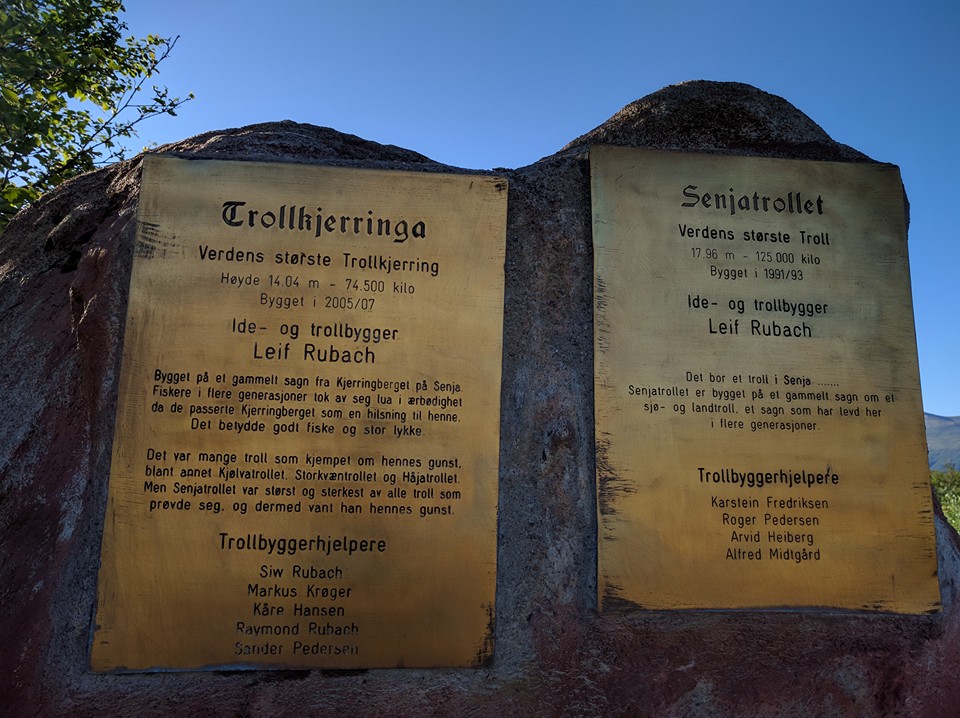 Trollkjerringa
Verdens største Trollkjerring
Høyde 14.04 m - 74.500 kilo
Bygget i 2005/07
Ide- og trollbygger
Leif Rubach
Bygget på et gammelt sagn fra Kjerringberget på Senja.
Fiskere i flere generasjoner tok av seg lua i ærbødighet
da de passerte Kjerringberget som en hilsning til henne.
Det betydde godt fiske og stor lykke.
Det var mange troll som kjempet om hennes gunst,
blant annet Kjølvatrollet, Storkvæntrollet og Håjatrollet.
Men Senjatrollet var størst og sterkest av alle troll som
prøvde seg, og dermed vant han hennes gunst.
Trollbyggerhjelpere
Siw Rubach
Markus Krøger
Kåre Hansen
Raymond Rubach
Sander Pedersen
Senjatrollet
Verdens største Troll
17.96 m - 125.000 kilo
Bygget i 1991/93
Ide- og trollbygger
Leif Rubach
Det bor et troll i Senja .......
Senjatrollet er bygget på et gammelt sagn om et
sjø- og landtroll, et sagn som har levd her
i flere generasjoner.
Trollbyggerhjelpere
Karstein Fredriksen
Roger Pedersen
Arvid Heiberg
Alfred Midtgård